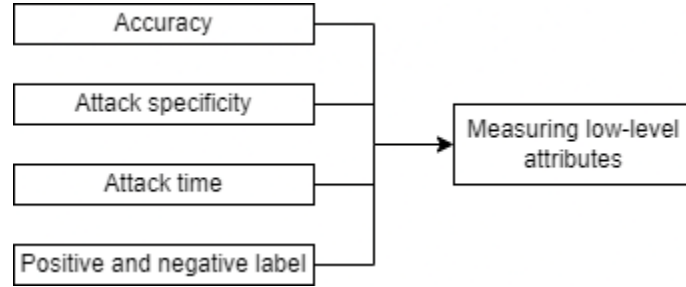 Accuracy
Attack specificity
Attack time
Positive and negative label
Measuring low-level
attributes